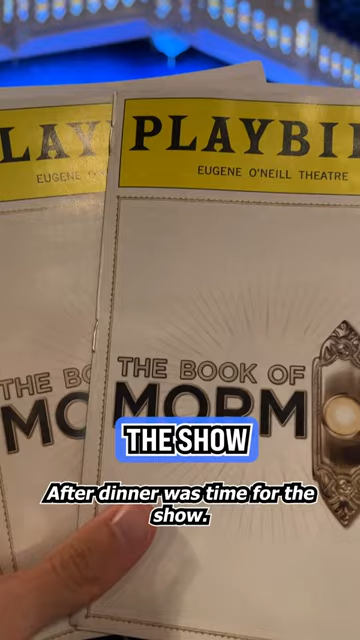 PLAYBI
EUGENE O'NEILL THEATRE
THE BOOK OF
MORM
THE SHOW
After dinner was time for the
show.
LAY
EUGENE O
THE BO
MO